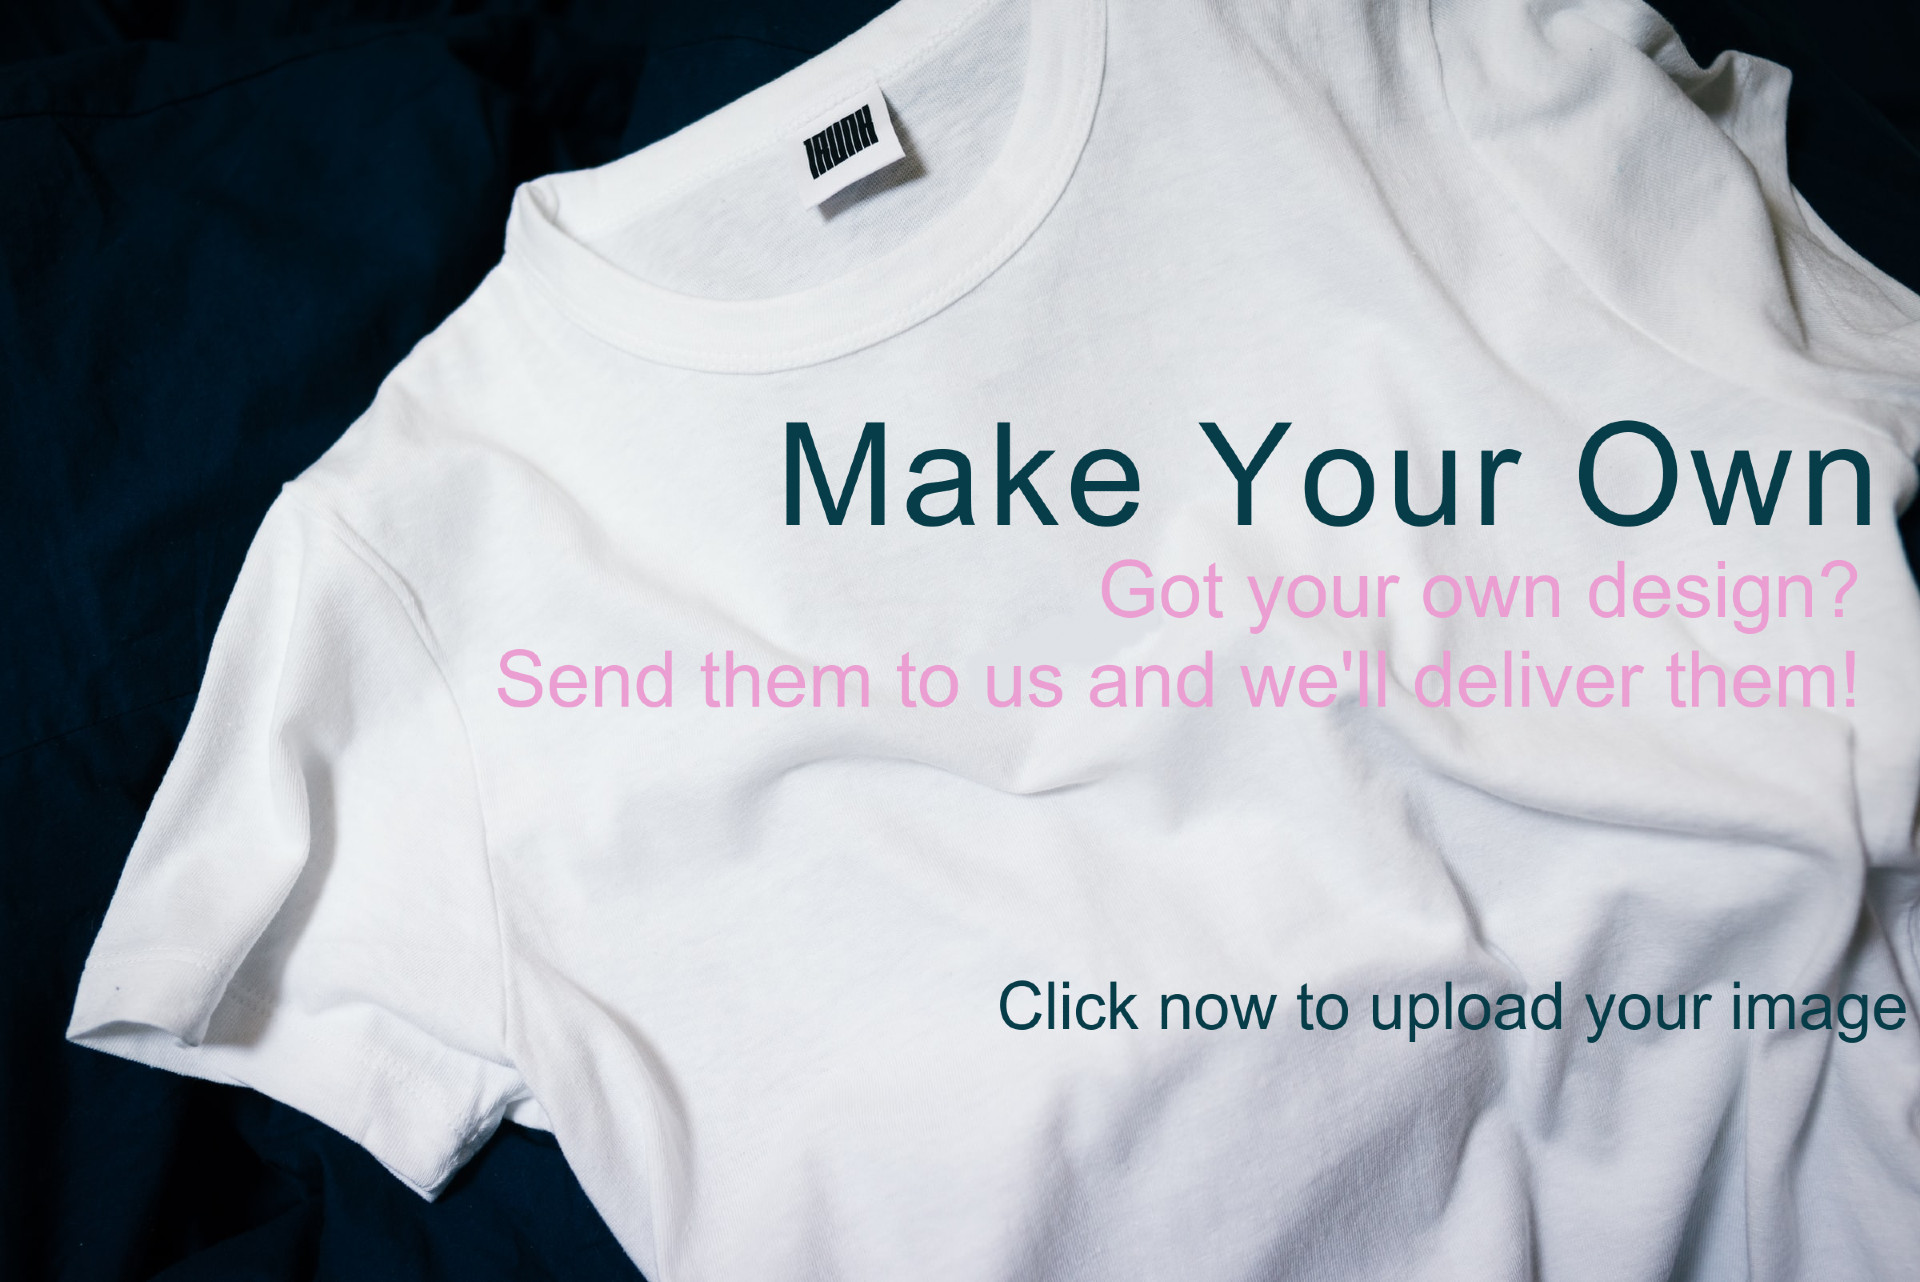 TRUNK
Make Your Own
Got your own design?
Send them to us and we'll deliver them!
Click now to upload your image